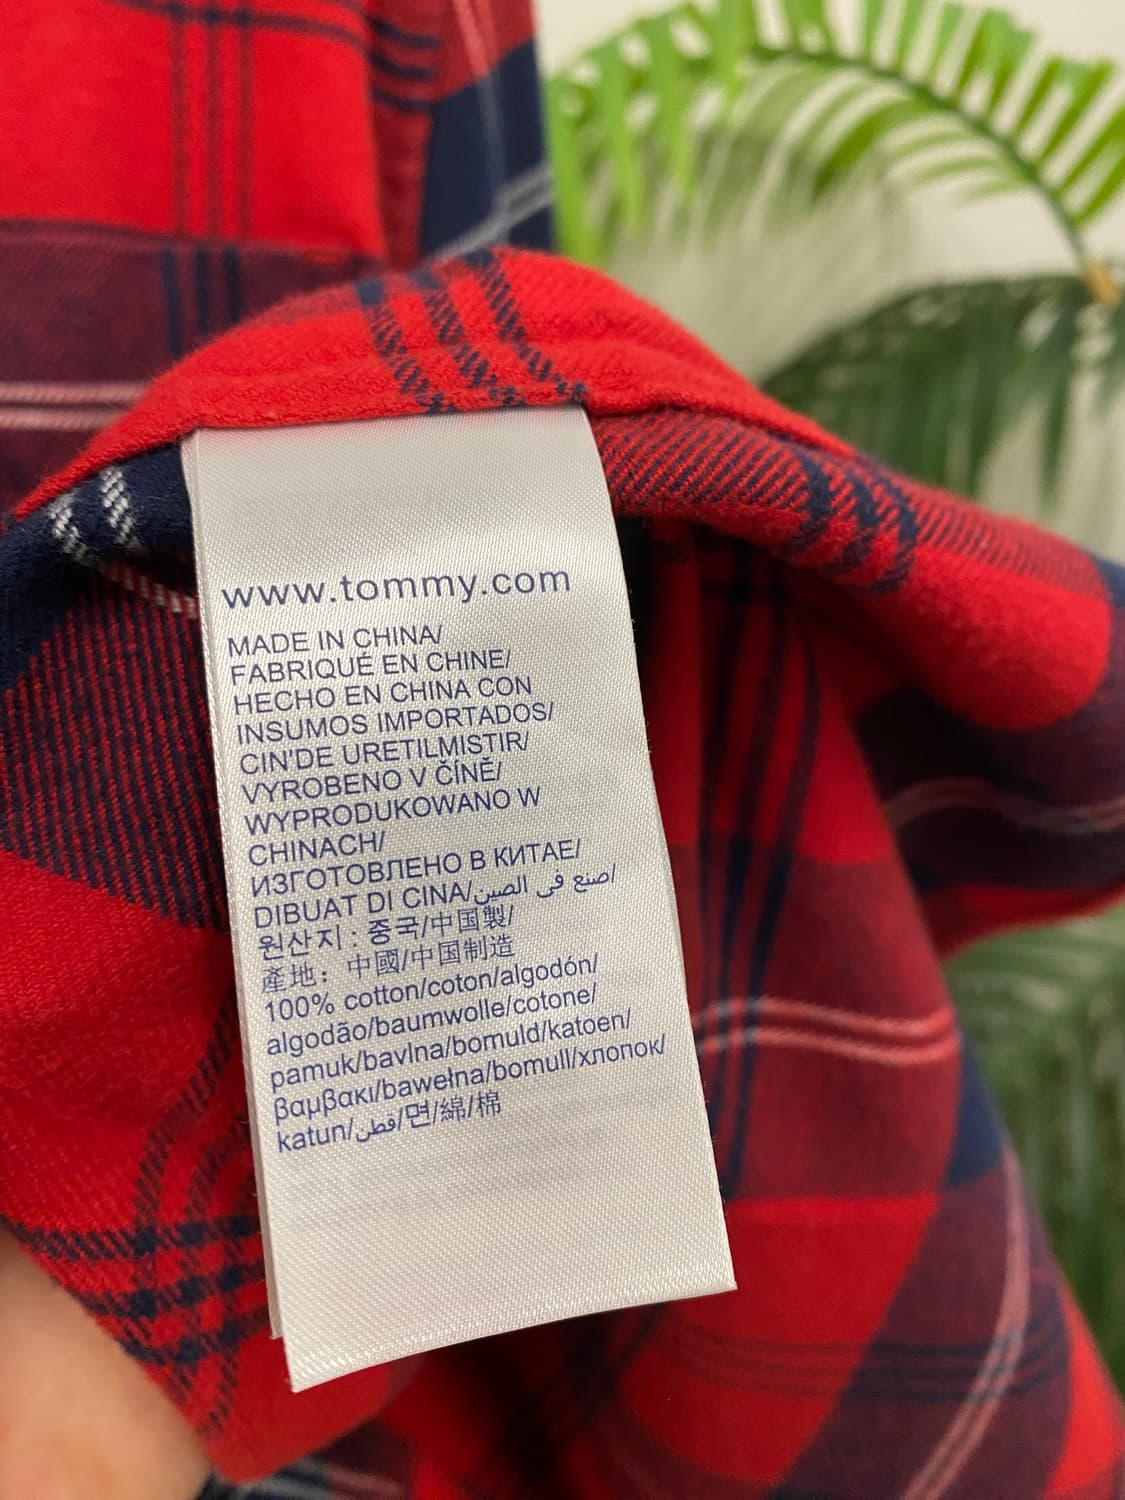 www.tommy.com
MADE IN CHINA/
FABRIQUÉ EN CHINE/
HECHO EN CHINA CON
INSUMOS IMPORTADOS/
CIN'DE URETILMISTIR/
VYROBENO V ČÍNĚ/
WYPRODUKOWANO W
CHINACH/
ИЗГОТОВЛЕНО В КИТАЕ/
DIBUAT DI CINA/صنع في الصين/
원산지 : 중국/中国製/
產地： 中國/中国制造
100% cotton/coton/algodón/
algodão/baumwolle/cotone/
pamuk/bavlna/bomuld/katoen/
βαμβακι/bawełna/bomull/хлопок/
katun/قطن/면/綿/棉